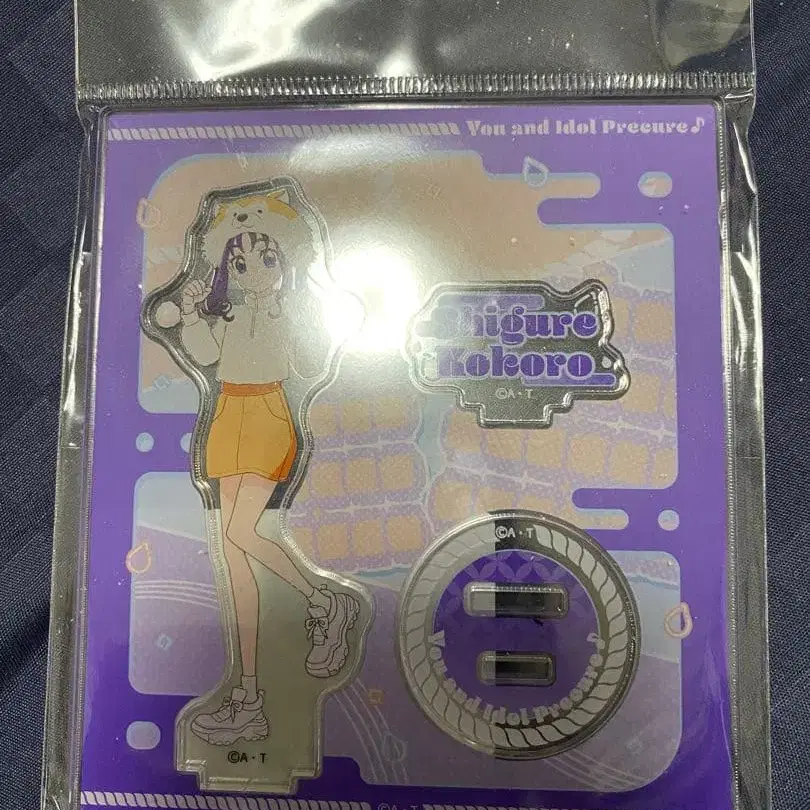 You and Idol Precure♪
Shigure
Kokoro
©A・T
©A・T
You and Idol Precure♪
©A・T
©A・T